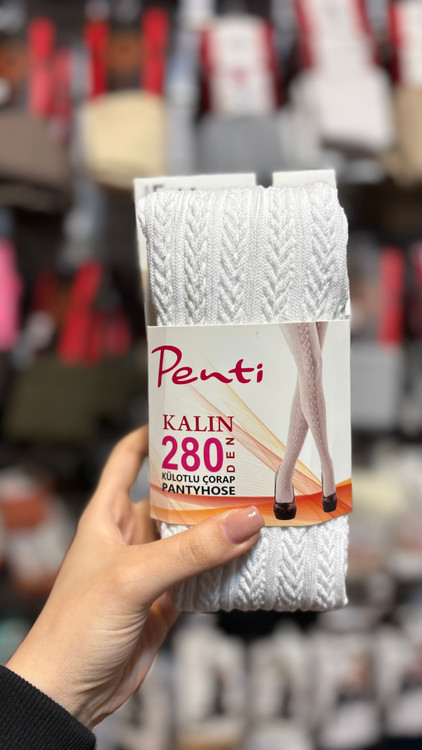 Penti
KALIN
280 DEN
KÜLOTLU ÇORAP
PANTYHOSE